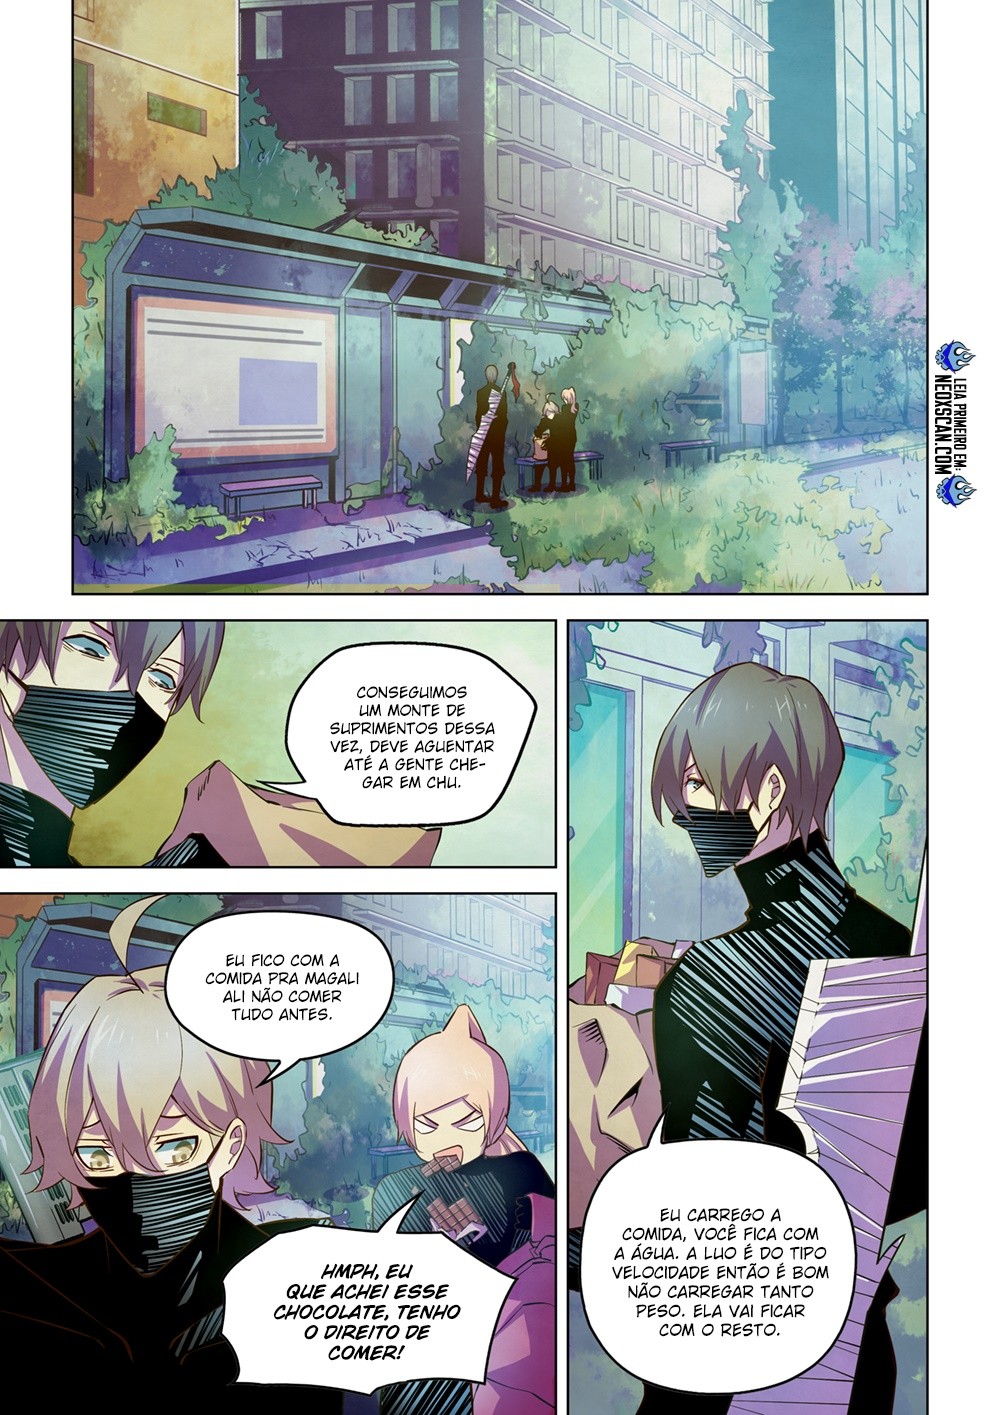 LEIA PRIMEIRO EM:
NEOXSCAN.COM
CONSEGUIMOS
UM MONTE DE
SUPRIMENTOS DESSA
VEZ, DEVE AGUENTAR
ATÉ A GENTE CHE-
GAR EM CHU.
EU CARREGO A
COMIDA, VOCÊ FICA COM
A ÁGUA. A LUO É DO TIPO
VELOCIDADE ENTÃO É BOM
NÃO CARREGAR TANTO
PESO. ELA VAI FICAR
COM O RESTO.
EU FICO COM A
COMIDA PRA MAGALI
ALI NÃO COMER
TUDO ANTES.
HMPH, EU
QUE ACHEI ESSE
CHOCOLATE, TENHO
O DIREITO DE
COMER!